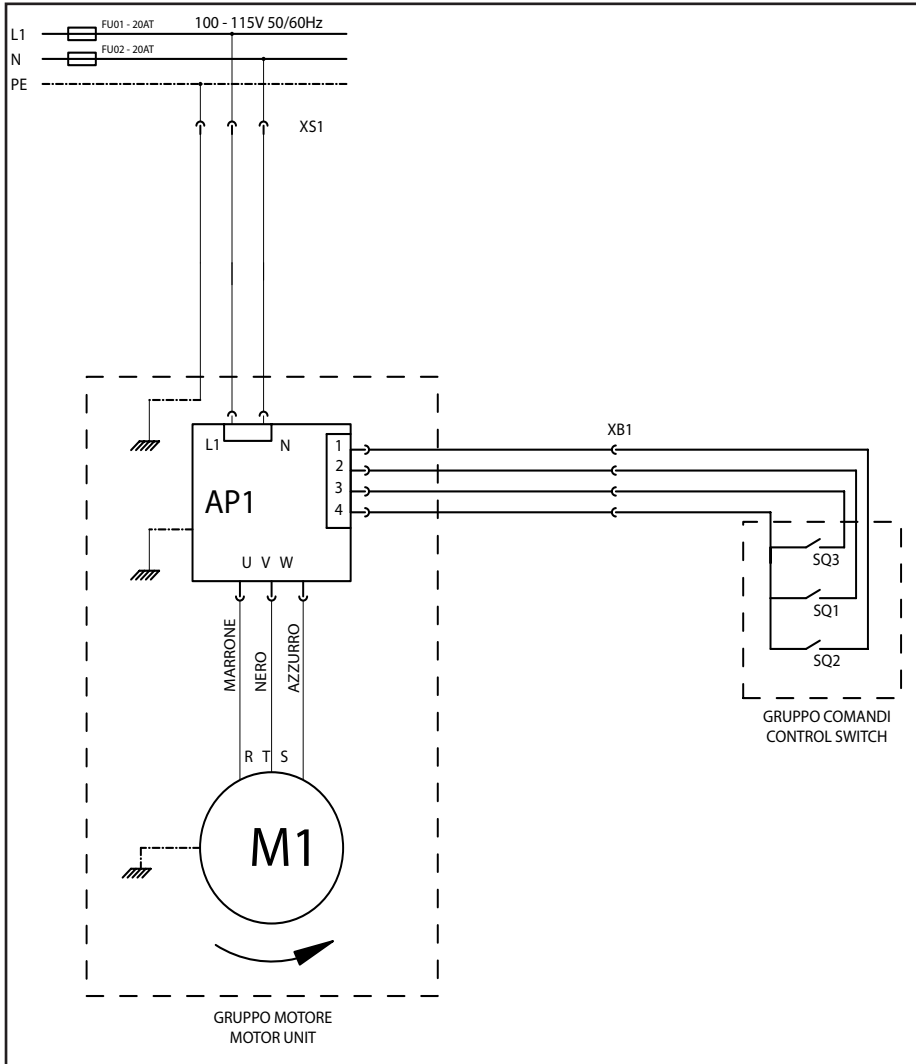 L1
FU01 - 20AT
100 - 115V 50/60Hz
N
FU02 - 20AT
PE
XS1
XB1
L1
N
1
2
3
4
AP1
U V W
SQ3
SQ1
SQ2
MARRONE
NERO
AZZURRO
GRUPPO COMANDI
CONTROL SWITCH
R T S
M1
GRUPPO MOTORE
MOTOR UNIT